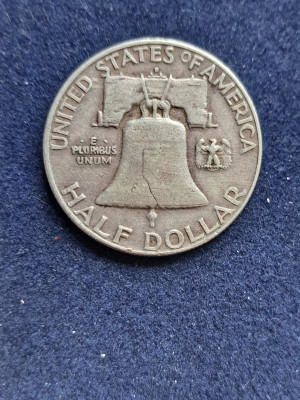 UNITED STATES OF AMERICA
E
PLURIBUS
UNUM
HALF DOLLAR